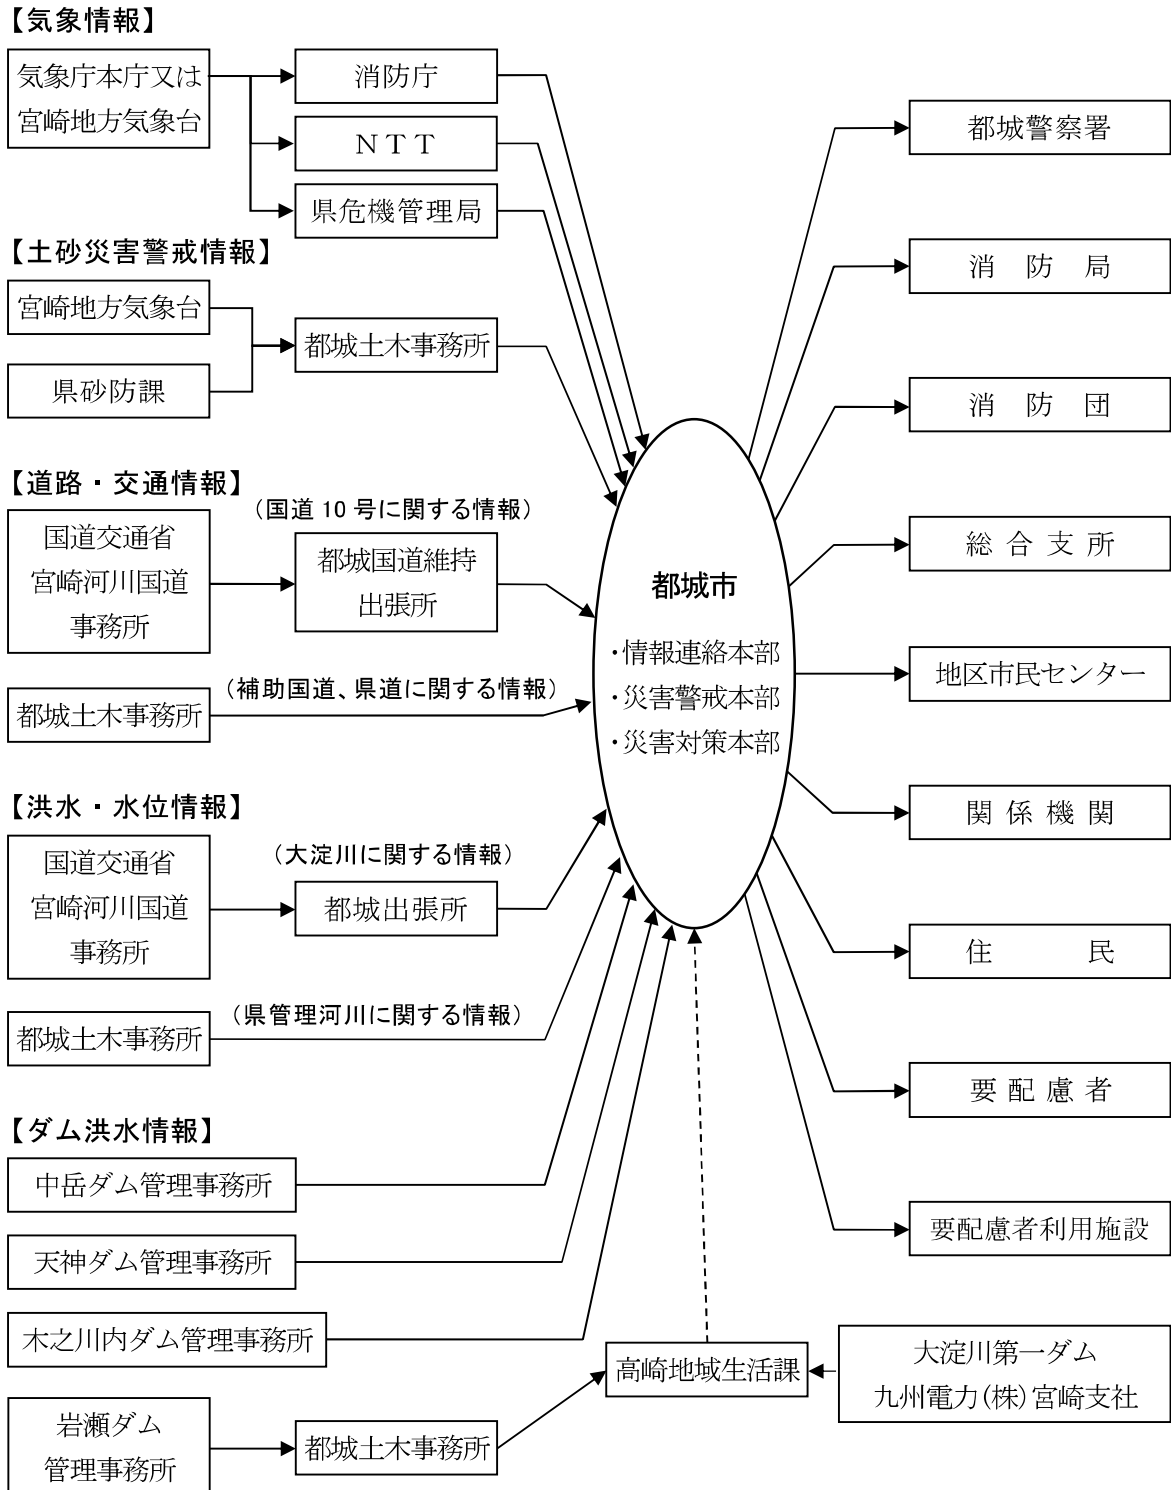 【気象情報】
気象庁本庁又は
宮崎地方気象台
消防庁
ＮＴＴ
県危機管理局
【土砂災害警戒情報】
宮崎地方気象台
県砂防課
都城土木事務所
【道路・交通情報】
（国道 10 号に関する情報）
国道交通省
宮崎河川国道
事務所
都城国道維持
出張所
（補助国道、県道に関する情報）
都城土木事務所
【洪水・水位情報】
（大淀川に関する情報）
国道交通省
宮崎河川国道
事務所
都城出張所
（県管理河川に関する情報）
都城土木事務所
【ダム洪水情報】
中岳ダム管理事務所
天神ダム管理事務所
木之川内ダム管理事務所
岩瀬ダム
管理事務所
都城土木事務所
高崎地域生活課
大淀川第一ダム
九州電力(株)宮崎支社
都城市
・情報連絡本部
・災害警戒本部
・災害対策本部
都城警察署
消　防　局
消　防　団
総 合 支 所
地区市民センター
関 係 機 関
住　　　民
要 配 慮 者
要配慮者利用施設